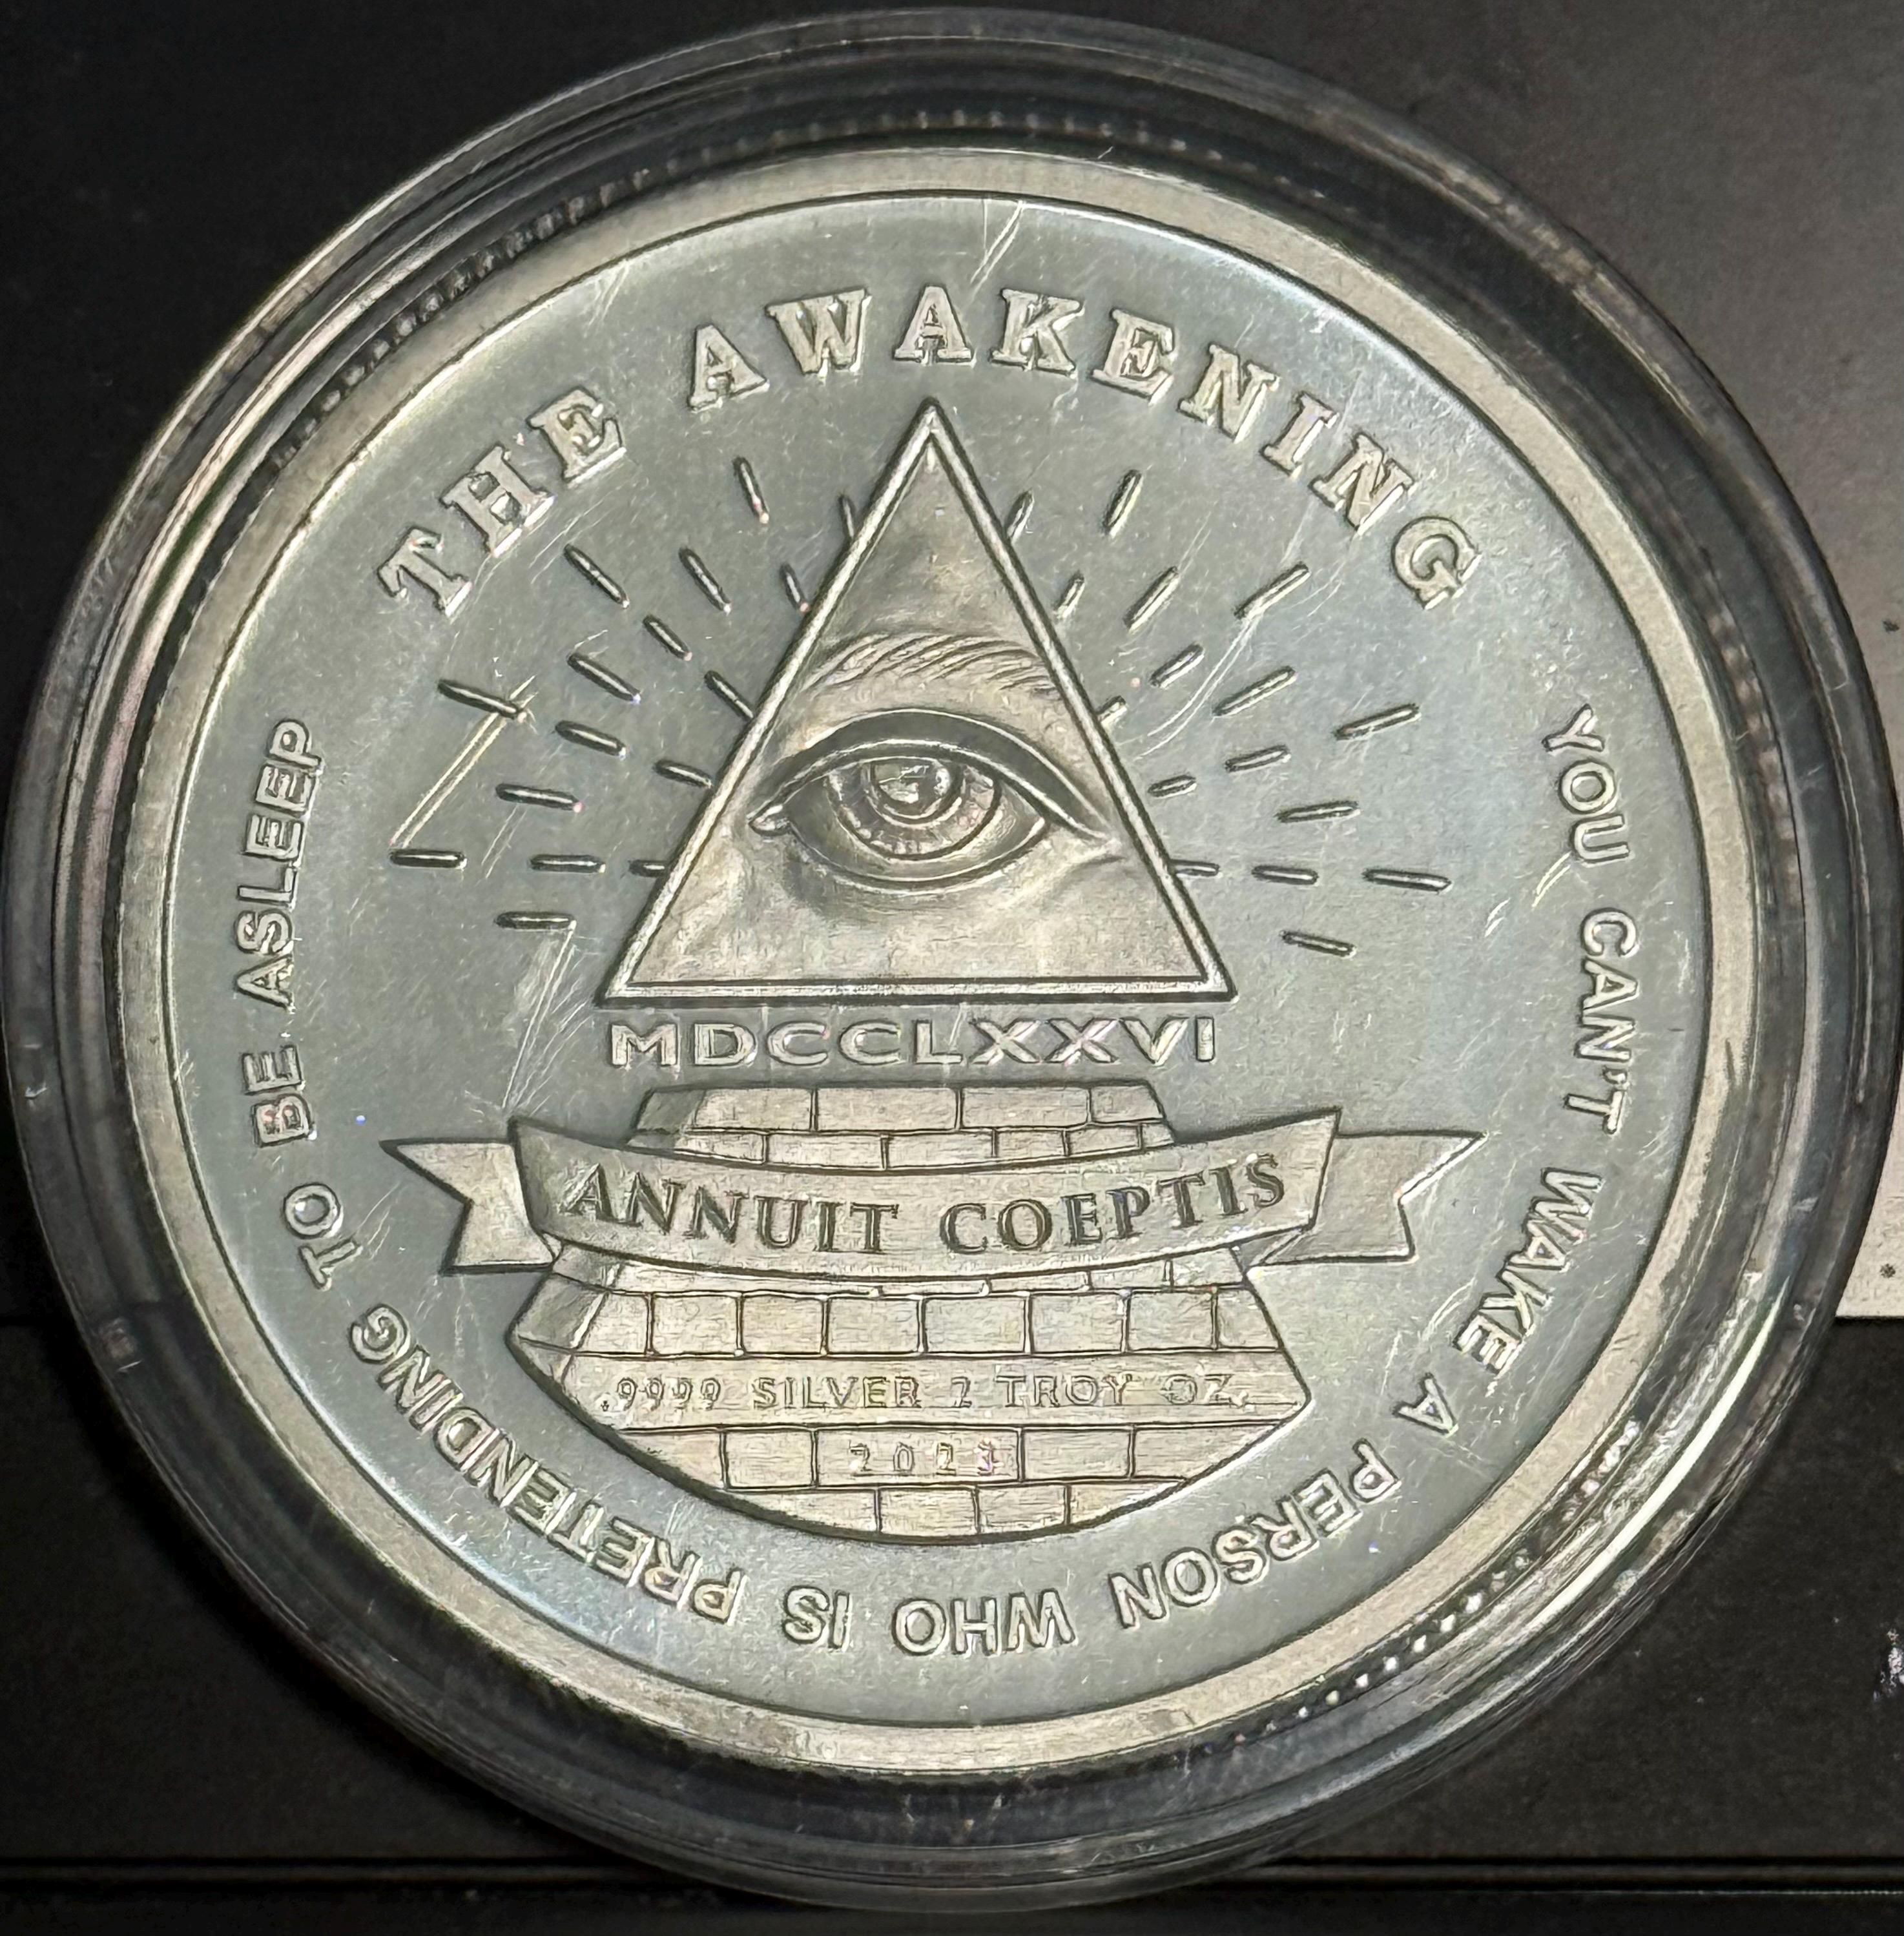 THE AWAKENING
MDCCLXXVI
ANNUIT COEPTIS
.9999 SILVER 2 TROY OZ.
2023
YOU CAN'T WAKE A PERSON WHO IS PRETENDING TO BE ASLEEP